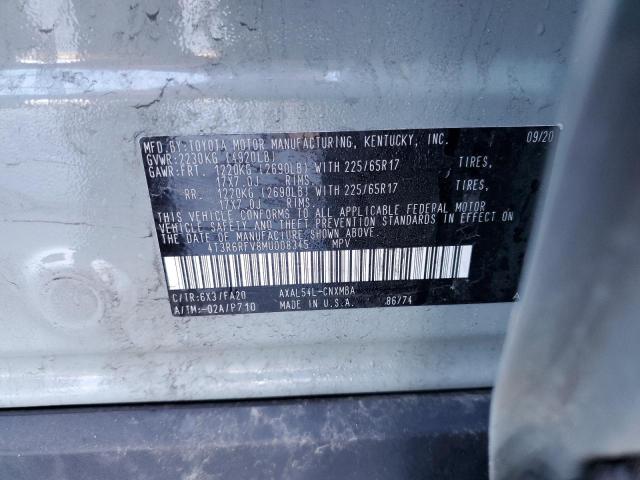 MFD.BY:TOYOTA MOTOR MANUFACTURING, KENTUCKY, INC. 09/20
GVWR:2230KG (4920LB)
GAWR:FRT. 1220KG (2690LB) WITH 225/65R17 TIRES,
17X7.0J RIMS
RR. 1220KG (2690LB) WITH 225/65R17 TIRES,
17X7.0J RIMS
THIS VEHICLE CONFORMS TO ALL APPLICABLE FEDERAL MOTOR
VEHICLE SAFETY AND THEFT PREVENTION STANDARDS IN EFFECT ON
THE DATE OF MANUFACTURE SHOWN ABOVE.
4T3R6RFV8MU008345 MPV
C/TR:6X3/FA20 AXAL54L-CNXMBA
A/TM:-02A/P710 MADE IN U.S.A. 86/74